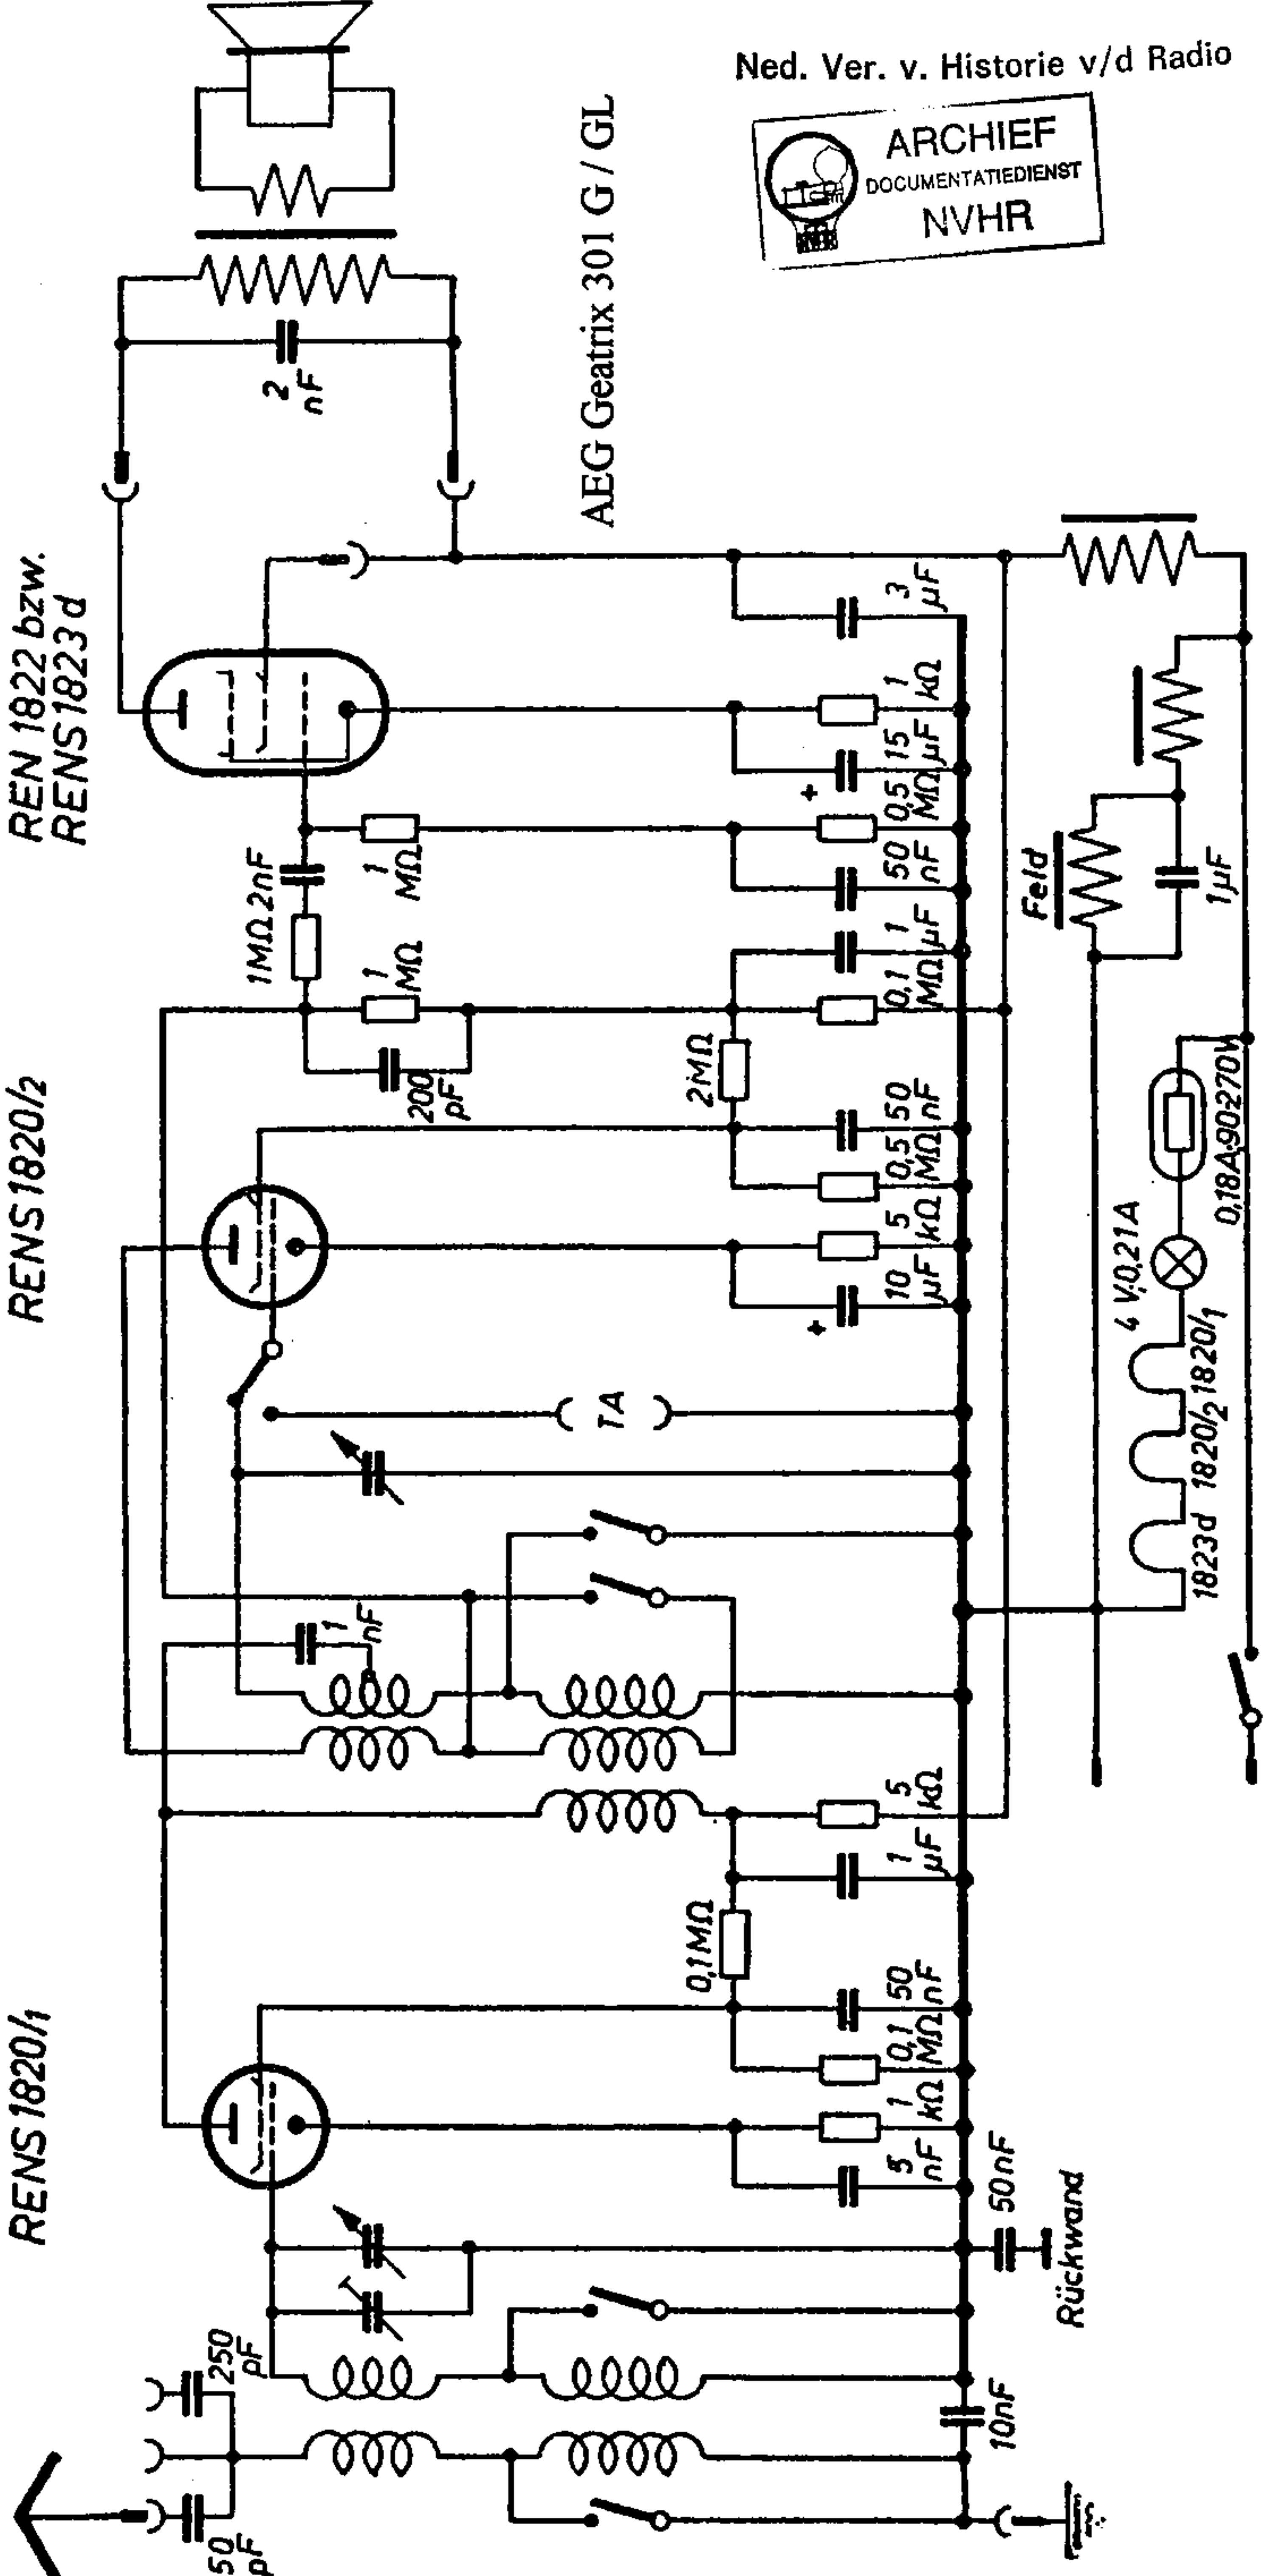 Ned. Ver. v. Historie v/d Radio
ARCHIEF
DOCUMENTATIEDIENST
NVHR
AEG Geatrix 301 G / GL
RENS 1820/1
RENS 1820/2
REN 1822 bzw.
RENS 1823 d
50
pF
250
pF
10nF
50nF
Rückwand
5
nF
1
kΩ
0,1
MΩ
50
nF
0,1MΩ
1
µF
5
kΩ
1
nF
TA
10
µF
+
5
kΩ
0,5
MΩ
50
nF
2MΩ
200
pF
1
MΩ
0,1
MΩ
1
µF
1MΩ
2nF
1
MΩ
50
nF
0,5
MΩ
15
µF
+
1
kΩ
3
µF
2
nF
1823d
1820/2
1820/1
4 V,0,21A
0,18A-90-270V
Feld
1µF